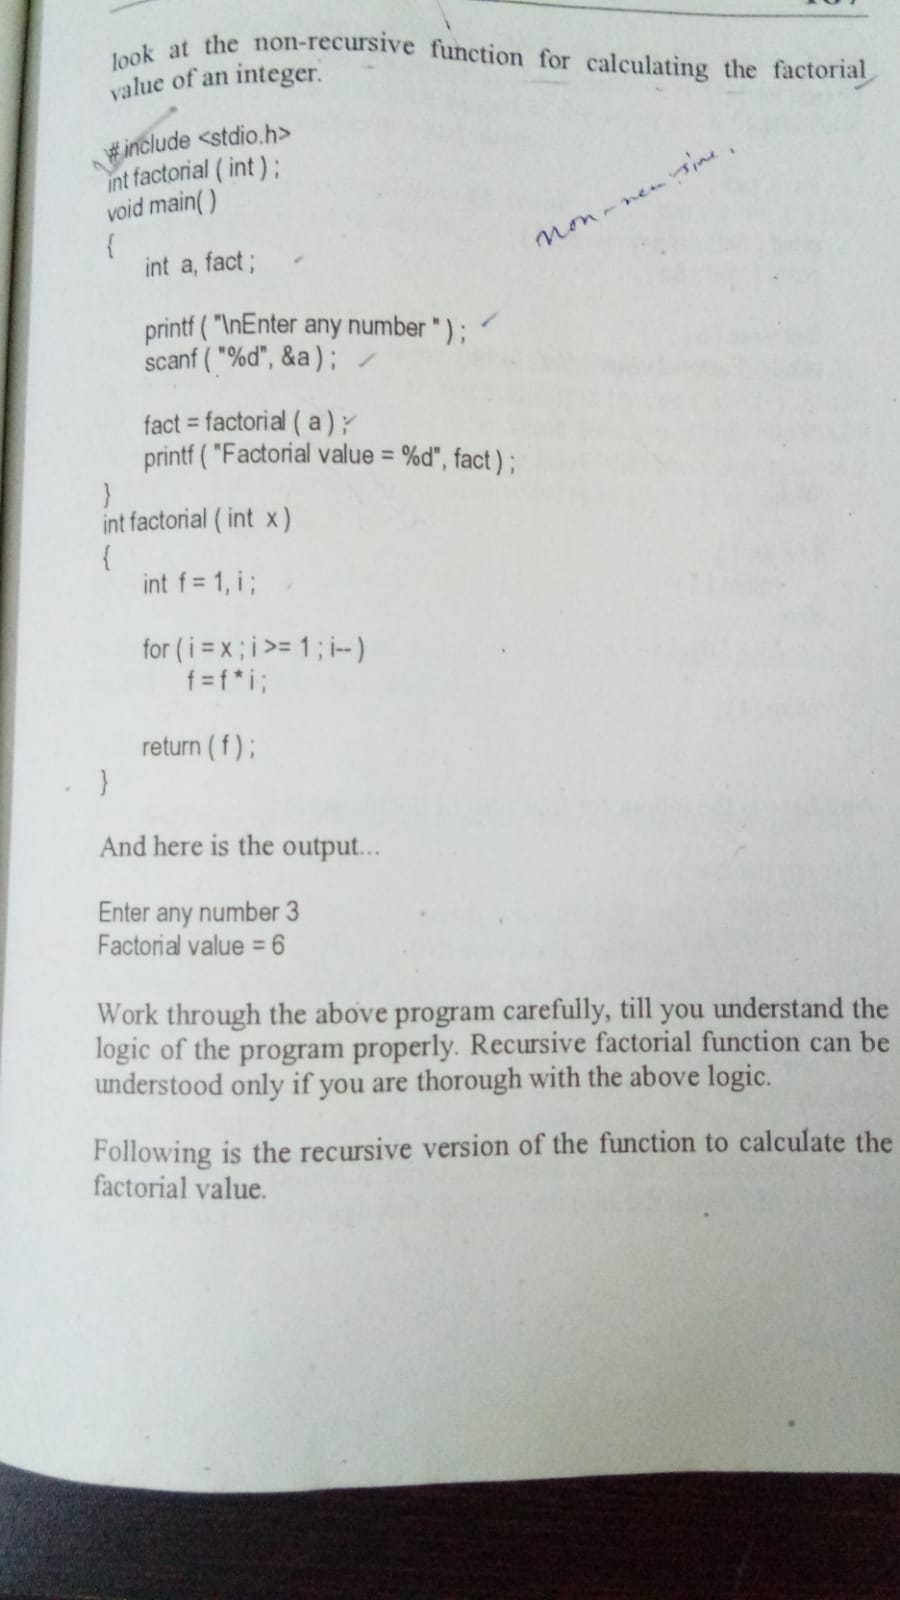 look at the non-recursive function for calculating the factorial
value of an integer.
#include <stdio.h>
int factorial ( int ) ;
void main( )
{
int a, fact ;
printf ( "\nEnter any number " ) ;
scanf ( "%d", &a ) ;
fact = factorial ( a ) ;
printf ( "Factorial value = %d", fact ) ;
}
int factorial ( int x )
{
int f = 1, i ;
for ( i = x ; i >= 1 ; i-- )
f = f * i ;
return ( f ) ;
}
non-recursive.
And here is the output...
Enter any number 3
Factorial value = 6
Work through the above program carefully, till you understand the
logic of the program properly. Recursive factorial function can be
understood only if you are thorough with the above logic.
Following is the recursive version of the function to calculate the
factorial value.